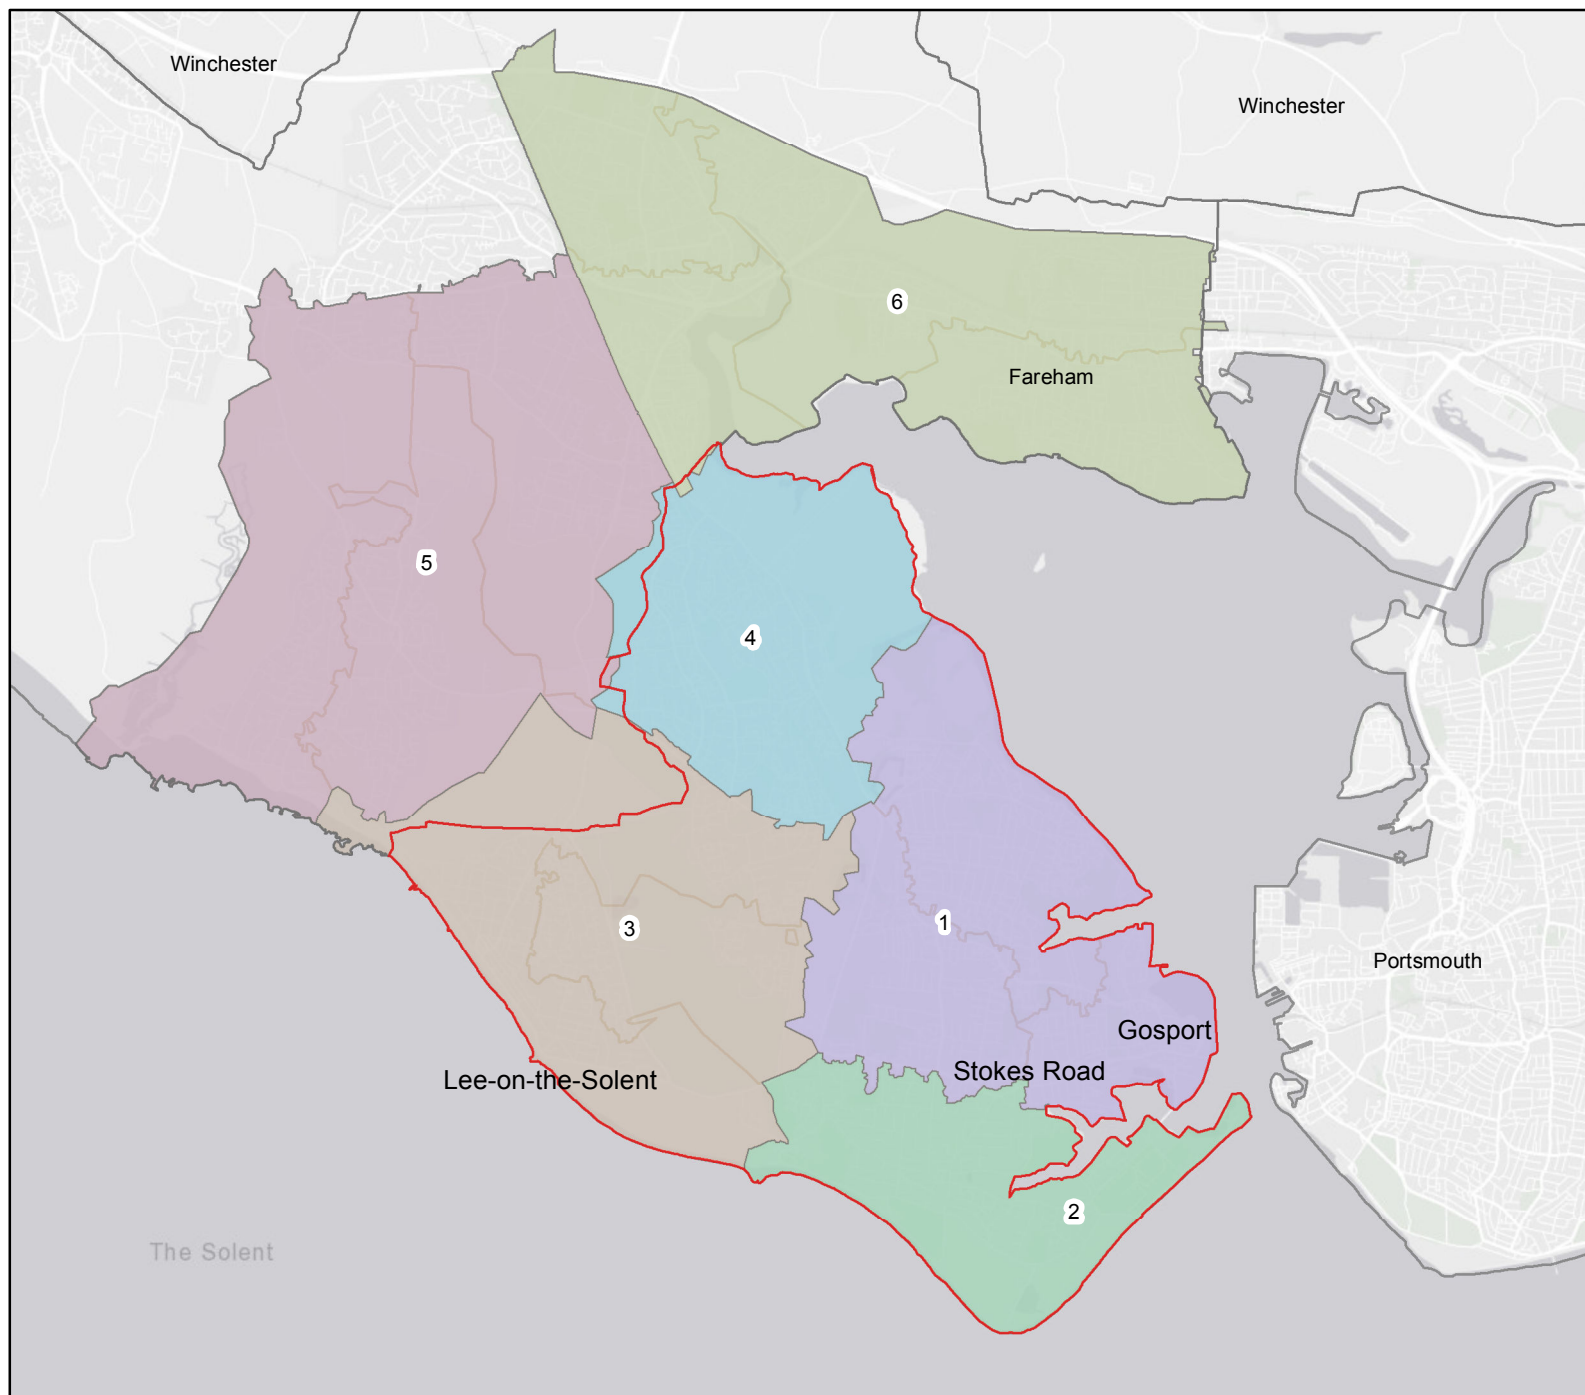 Winchester
Winchester
6
Fareham
5
4
3
1
Portsmouth
Gosport
Stokes Road
Lee-on-the-Solent
2
The Solent